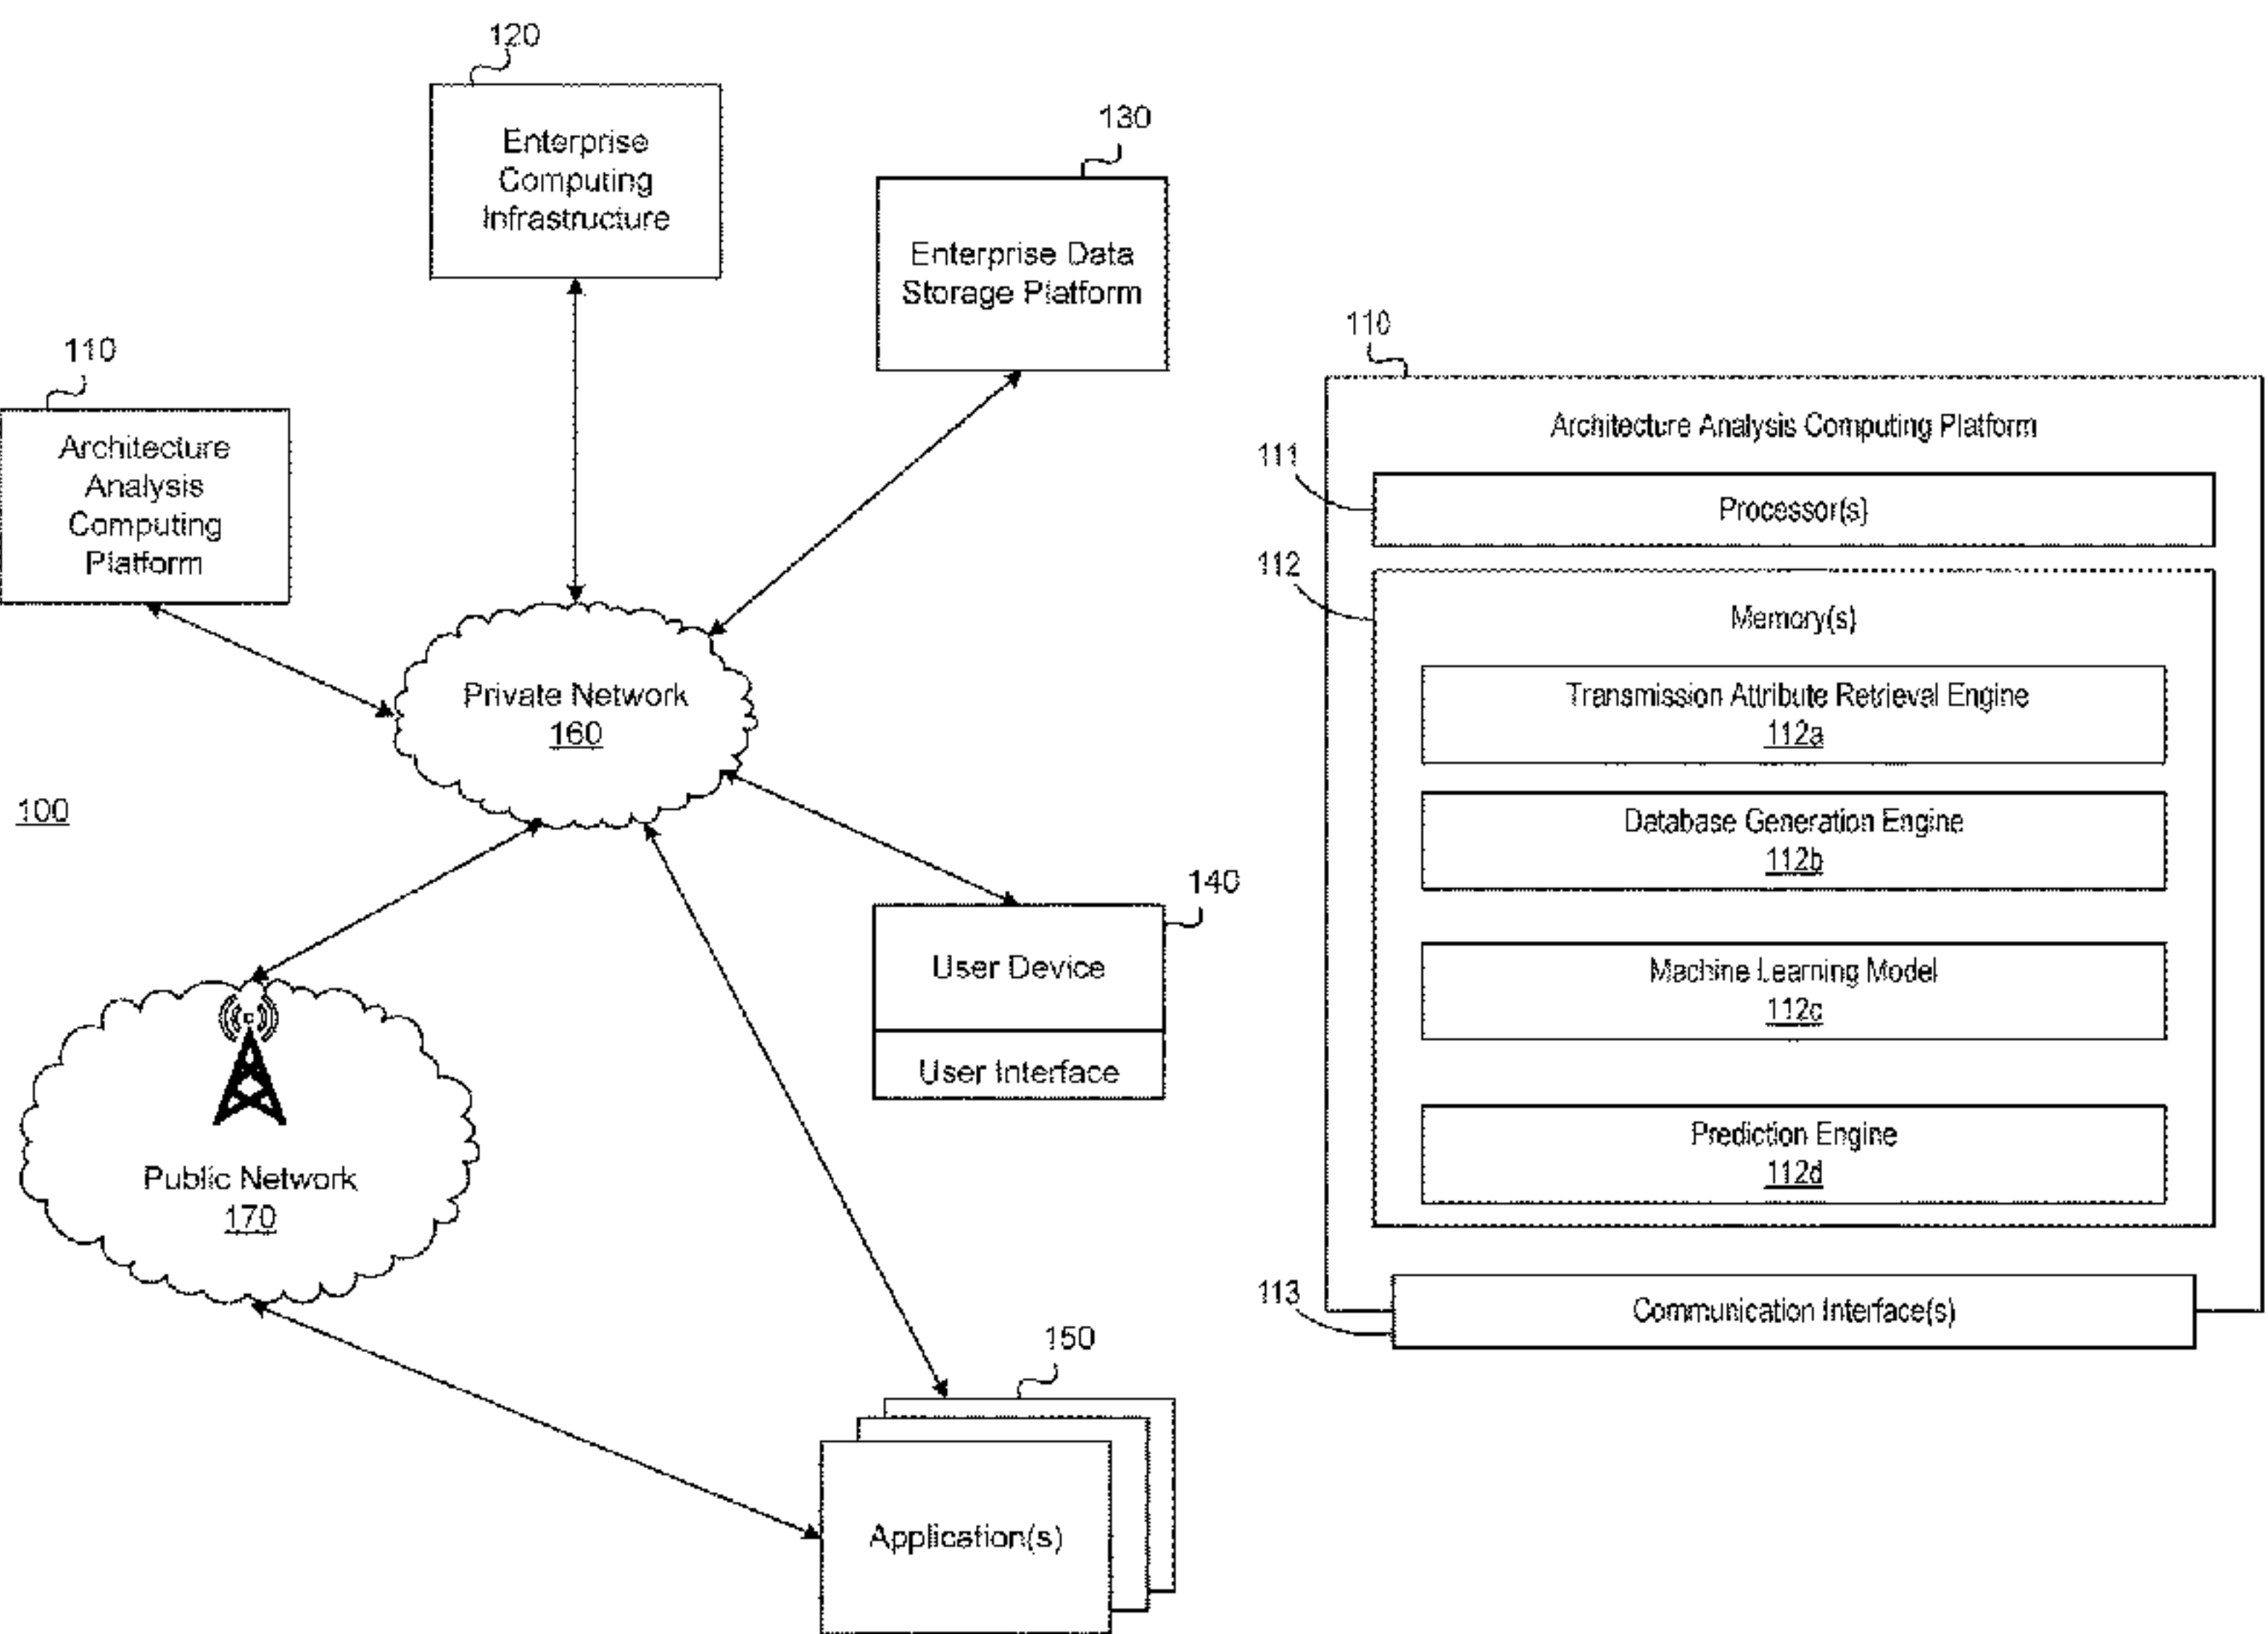 120
Enterprise
Computing
Infrastructure
130
Enterprise Data
Storage Platform
110
Architecture
Analysis
Computing
Platform
Private Network
160
100
140
User Device
User Interface
Public Network
170
150
Application(s)
110
Architecture Analysis Computing Platform
111
Processor(s)
112
Memory(s)
Transmission Attribute Retrieval Engine
112a
Database Generation Engine
112b
Machine Learning Model
112c
Prediction Engine
112d
113
Communication Interface(s)